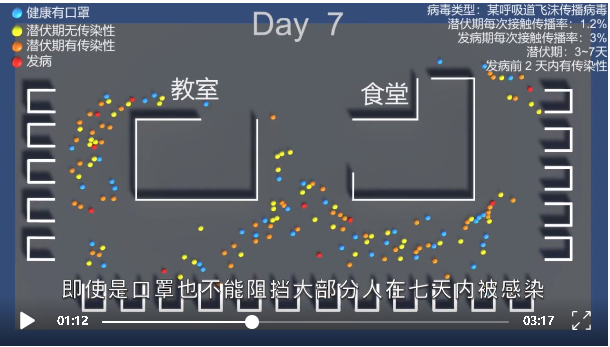 Day 7
健康有口罩
潜伏期无传染性
潜伏期有传染性
发病
病毒类型：某呼吸道飞沫传播病毒
潜伏期每次接触传播率：1.2%
发病期每次接触传播率：3%
潜伏期：3~7天
发病前 2 天内有传染性
教室
食堂
即使是口罩也不能阻挡大部分人在七天内被感染
01:12
03:17